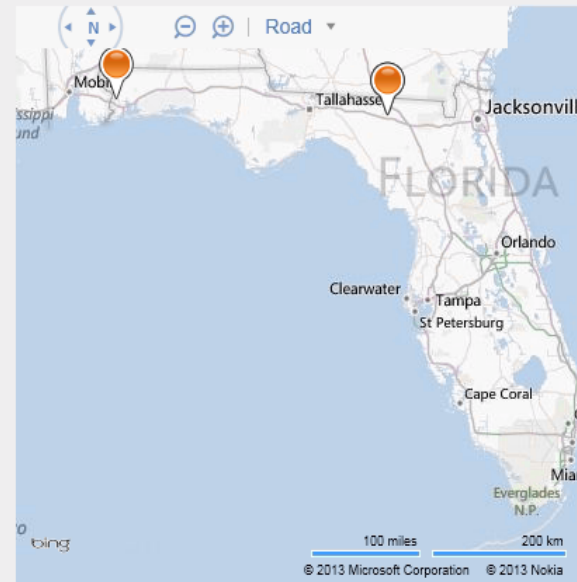 N
Road
Mobi
Tallahasse
Jacksonvill
ssippi
und
FLORIDA
Orlando
Clearwater
Tampa
St Petersburg
Cape Coral
Mia
Everglades
N.P.
bing
100 miles
200 km
© 2013 Microsoft Corporation
© 2013 Nokia